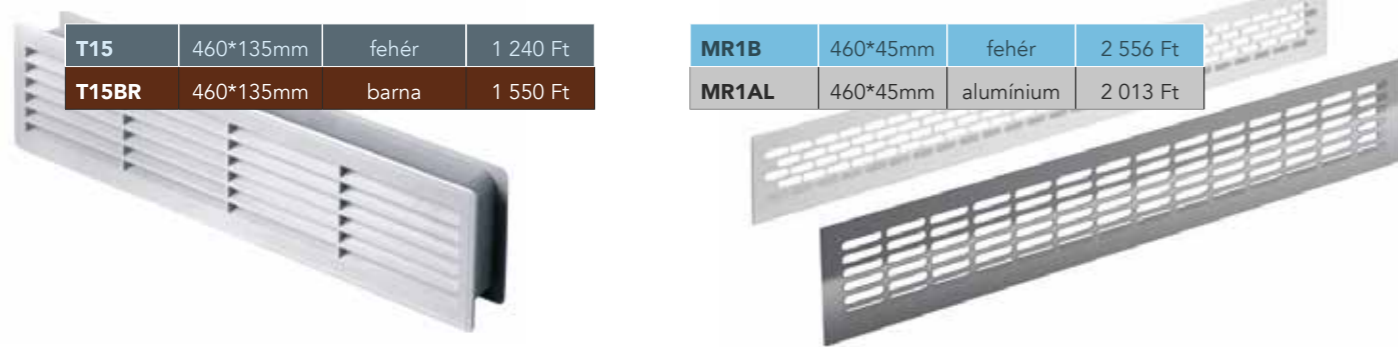 T15 460*135mm fehér 1 240 Ft
T15BR 460*135mm barna 1 550 Ft
MR1B 460*45mm fehér 2 556 Ft
MR1AL 460*45mm alumínium 2 013 Ft